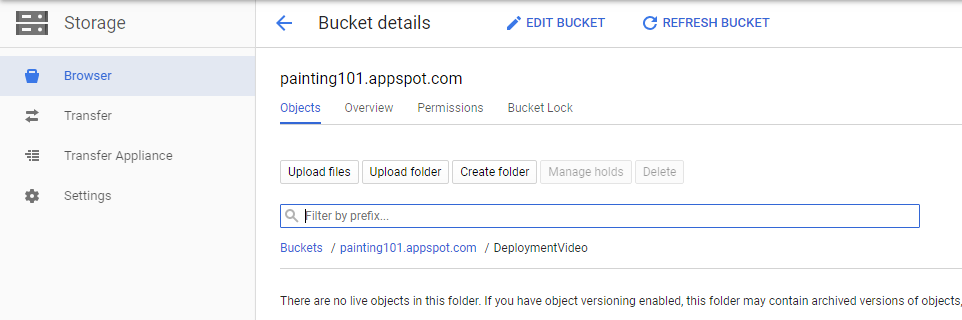 Storage
Bucket details
EDIT BUCKET
REFRESH BUCKET
Browser
Transfer
Transfer Appliance
Settings
painting101.appspot.com
Objects Overview Permissions Bucket Lock
Upload files Upload folder Create folder Manage holds Delete
Filter by prefix...
Buckets / painting101.appspot.com / DeploymentVideo
There are no live objects in this folder. If you have object versioning enabled, this folder may contain archived versions of objects,